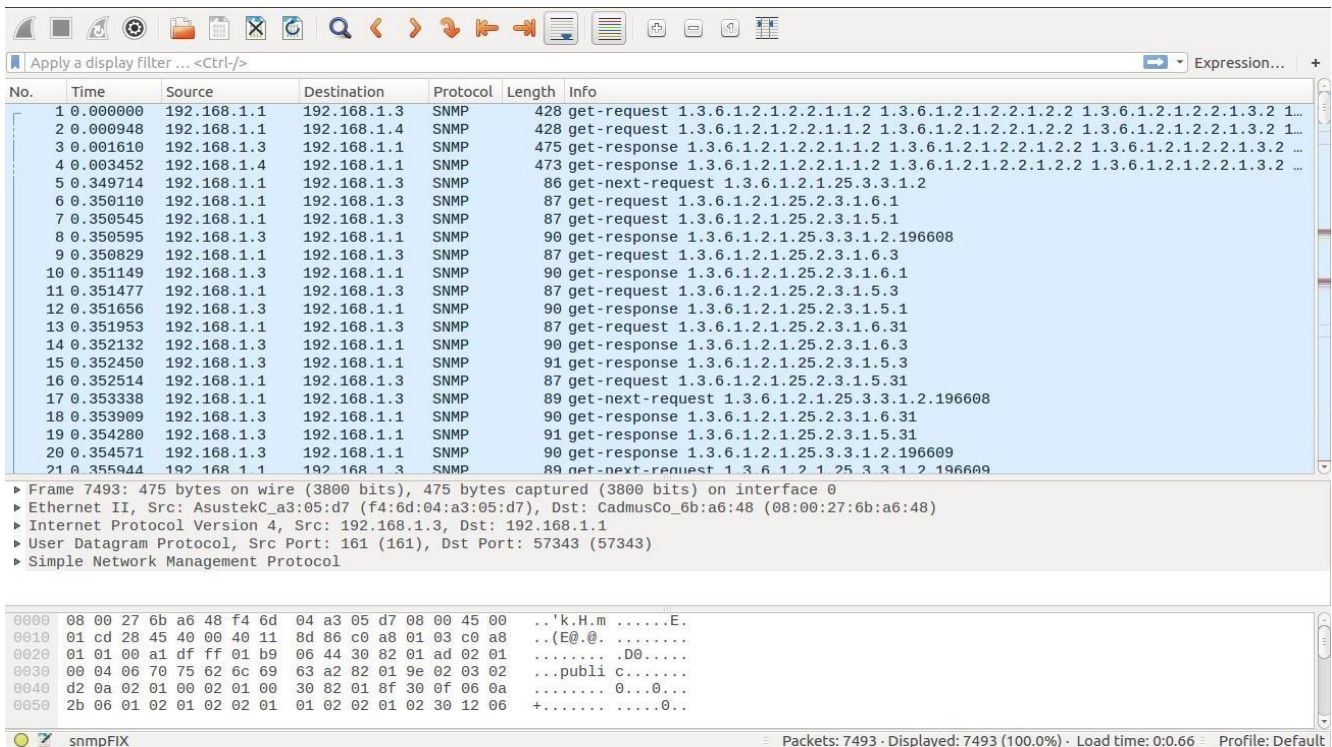 Apply a display filter … <Ctrl-/> Expression… +
No. Time Source Destination Protocol Length Info
1 0.000000 192.168.1.1 192.168.1.3 SNMP 428 get-request 1.3.6.1.2.1.2.2.1.1.2 1.3.6.1.2.1.2.2.1.2.2 1.3.6.1.2.1.2.2.1.3.2 1…
2 0.000948 192.168.1.1 192.168.1.4 SNMP 428 get-request 1.3.6.1.2.1.2.2.1.1.2 1.3.6.1.2.1.2.2.1.2.2 1.3.6.1.2.1.2.2.1.3.2 1…
3 0.001610 192.168.1.3 192.168.1.1 SNMP 475 get-response 1.3.6.1.2.1.2.2.1.1.2 1.3.6.1.2.1.2.2.1.2.2 1.3.6.1.2.1.2.2.1.3.2 …
4 0.003452 192.168.1.4 192.168.1.1 SNMP 473 get-response 1.3.6.1.2.1.2.2.1.1.2 1.3.6.1.2.1.2.2.1.2.2 1.3.6.1.2.1.2.2.1.3.2 …
5 0.349714 192.168.1.1 192.168.1.3 SNMP 86 get-next-request 1.3.6.1.2.1.25.3.3.1.2
6 0.350110 192.168.1.1 192.168.1.3 SNMP 87 get-request 1.3.6.1.2.1.25.2.3.1.6.1
7 0.350545 192.168.1.1 192.168.1.3 SNMP 87 get-request 1.3.6.1.2.1.25.2.3.1.5.1
8 0.350595 192.168.1.3 192.168.1.1 SNMP 90 get-response 1.3.6.1.2.1.25.3.3.1.2.196608
9 0.350829 192.168.1.1 192.168.1.3 SNMP 87 get-request 1.3.6.1.2.1.25.2.3.1.6.3
10 0.351149 192.168.1.3 192.168.1.1 SNMP 90 get-response 1.3.6.1.2.1.25.2.3.1.6.1
11 0.351477 192.168.1.1 192.168.1.3 SNMP 87 get-request 1.3.6.1.2.1.25.2.3.1.5.3
12 0.351656 192.168.1.3 192.168.1.1 SNMP 90 get-response 1.3.6.1.2.1.25.2.3.1.5.1
13 0.351953 192.168.1.1 192.168.1.3 SNMP 87 get-request 1.3.6.1.2.1.25.2.3.1.6.31
14 0.352132 192.168.1.3 192.168.1.1 SNMP 90 get-response 1.3.6.1.2.1.25.2.3.1.6.3
15 0.352450 192.168.1.3 192.168.1.1 SNMP 91 get-response 1.3.6.1.2.1.25.2.3.1.5.3
16 0.352514 192.168.1.1 192.168.1.3 SNMP 87 get-request 1.3.6.1.2.1.25.2.3.1.5.31
17 0.353338 192.168.1.1 192.168.1.3 SNMP 89 get-next-request 1.3.6.1.2.1.25.3.3.1.2.196608
18 0.353909 192.168.1.3 192.168.1.1 SNMP 90 get-response 1.3.6.1.2.1.25.2.3.1.6.31
19 0.354280 192.168.1.3 192.168.1.1 SNMP 91 get-response 1.3.6.1.2.1.25.2.3.1.5.31
20 0.354571 192.168.1.3 192.168.1.1 SNMP 90 get-response 1.3.6.1.2.1.25.3.3.1.2.196609
21 0.355944 192.168.1.1 192.168.1.3 SNMP 89 get-next-request 1.3.6.1.2.1.25.3.3.1.2.196609
Frame 7493: 475 bytes on wire (3800 bits), 475 bytes captured (3800 bits) on interface 0
Ethernet II, Src: AsustekC_a3:05:d7 (f4:6d:04:a3:05:d7), Dst: CadmusCo_6b:a6:48 (08:00:27:6b:a6:48)
Internet Protocol Version 4, Src: 192.168.1.3, Dst: 192.168.1.1
User Datagram Protocol, Src Port: 161 (161), Dst Port: 57343 (57343)
Simple Network Management Protocol
0000 08 00 27 6b a6 48 f4 6d 04 a3 05 d7 08 00 45 00 ..'k.H.m ......E.
0010 01 cd 28 45 40 00 40 11 8d 86 c0 a8 01 03 c0 a8 ..(E@.@. ........
0020 01 01 00 a1 df ff 01 b9 06 44 30 82 01 ad 02 01 ........ .D0.....
0030 00 04 06 70 75 62 6c 69 63 a2 82 01 9e 02 03 02 ...publi c.......
0040 d2 0a 02 01 00 02 01 00 30 82 01 8f 30 0f 06 0a ........ 0...0...
0050 2b 06 01 02 01 02 02 01 01 02 02 01 02 30 12 06 +....... .....0..
snmpFIX Packets: 7493 · Displayed: 7493 (100.0%) · Load time: 0:0.66 Profile: Default